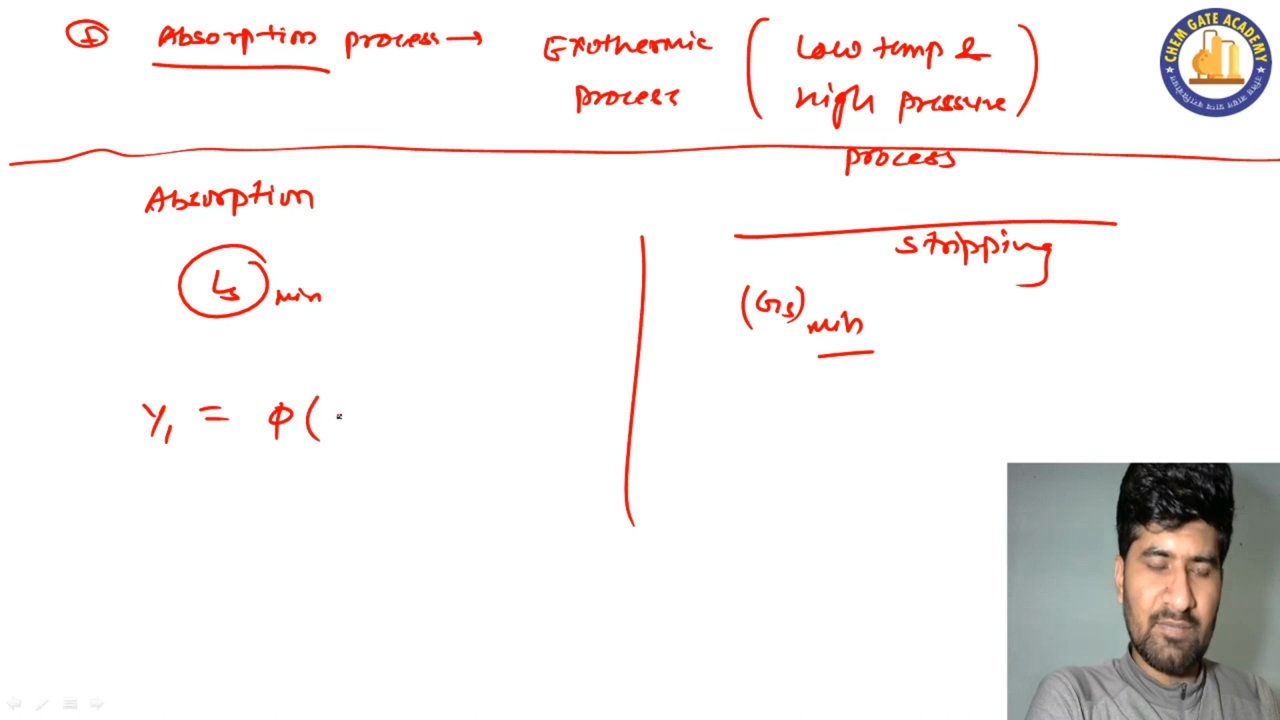 ① Absorption process → Exothermic process ( Low temp & high pressure )
process
Absorption
(Ls) min
Y₁ = φ(
stripping
(Gs) min
CHEM GATE ACADEMY